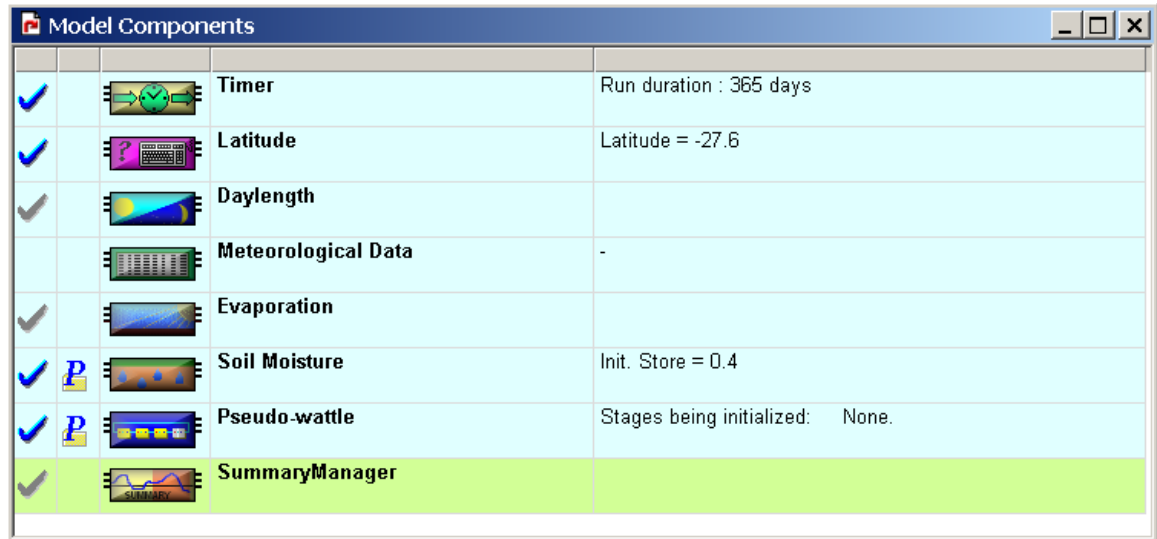 Model Components
Timer Run duration : 365 days
Latitude Latitude = -27.6
?
Daylength
Meteorological Data -
Evaporation
P Soil Moisture Init. Store = 0.4
P Pseudo-wattle Stages being initialized: None.
SummaryManager
SUMMARY